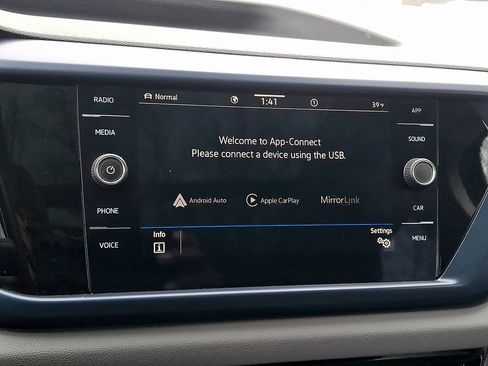 RADIO
MEDIA
PHONE
VOICE
Normal
1:41
1
39°F
Welcome to App-Connect
Please connect a device using the USB.
Android Auto
Apple CarPlay
MirrorLink
Info
Settings
APP
SOUND
CAR
MENU